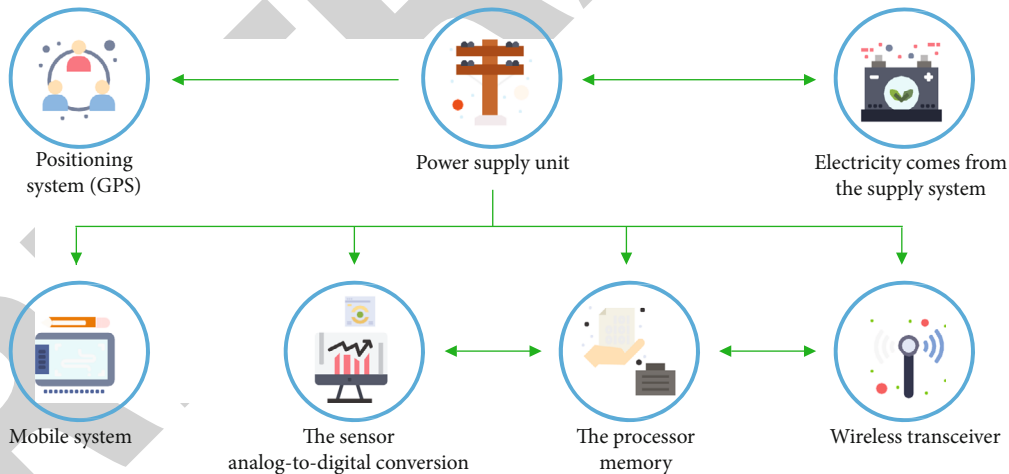 Positioning
system (GPS)
Power supply unit
Electricity comes from
the supply system
Mobile system
The sensor
analog-to-digital conversion
The processor
memory
Wireless transceiver